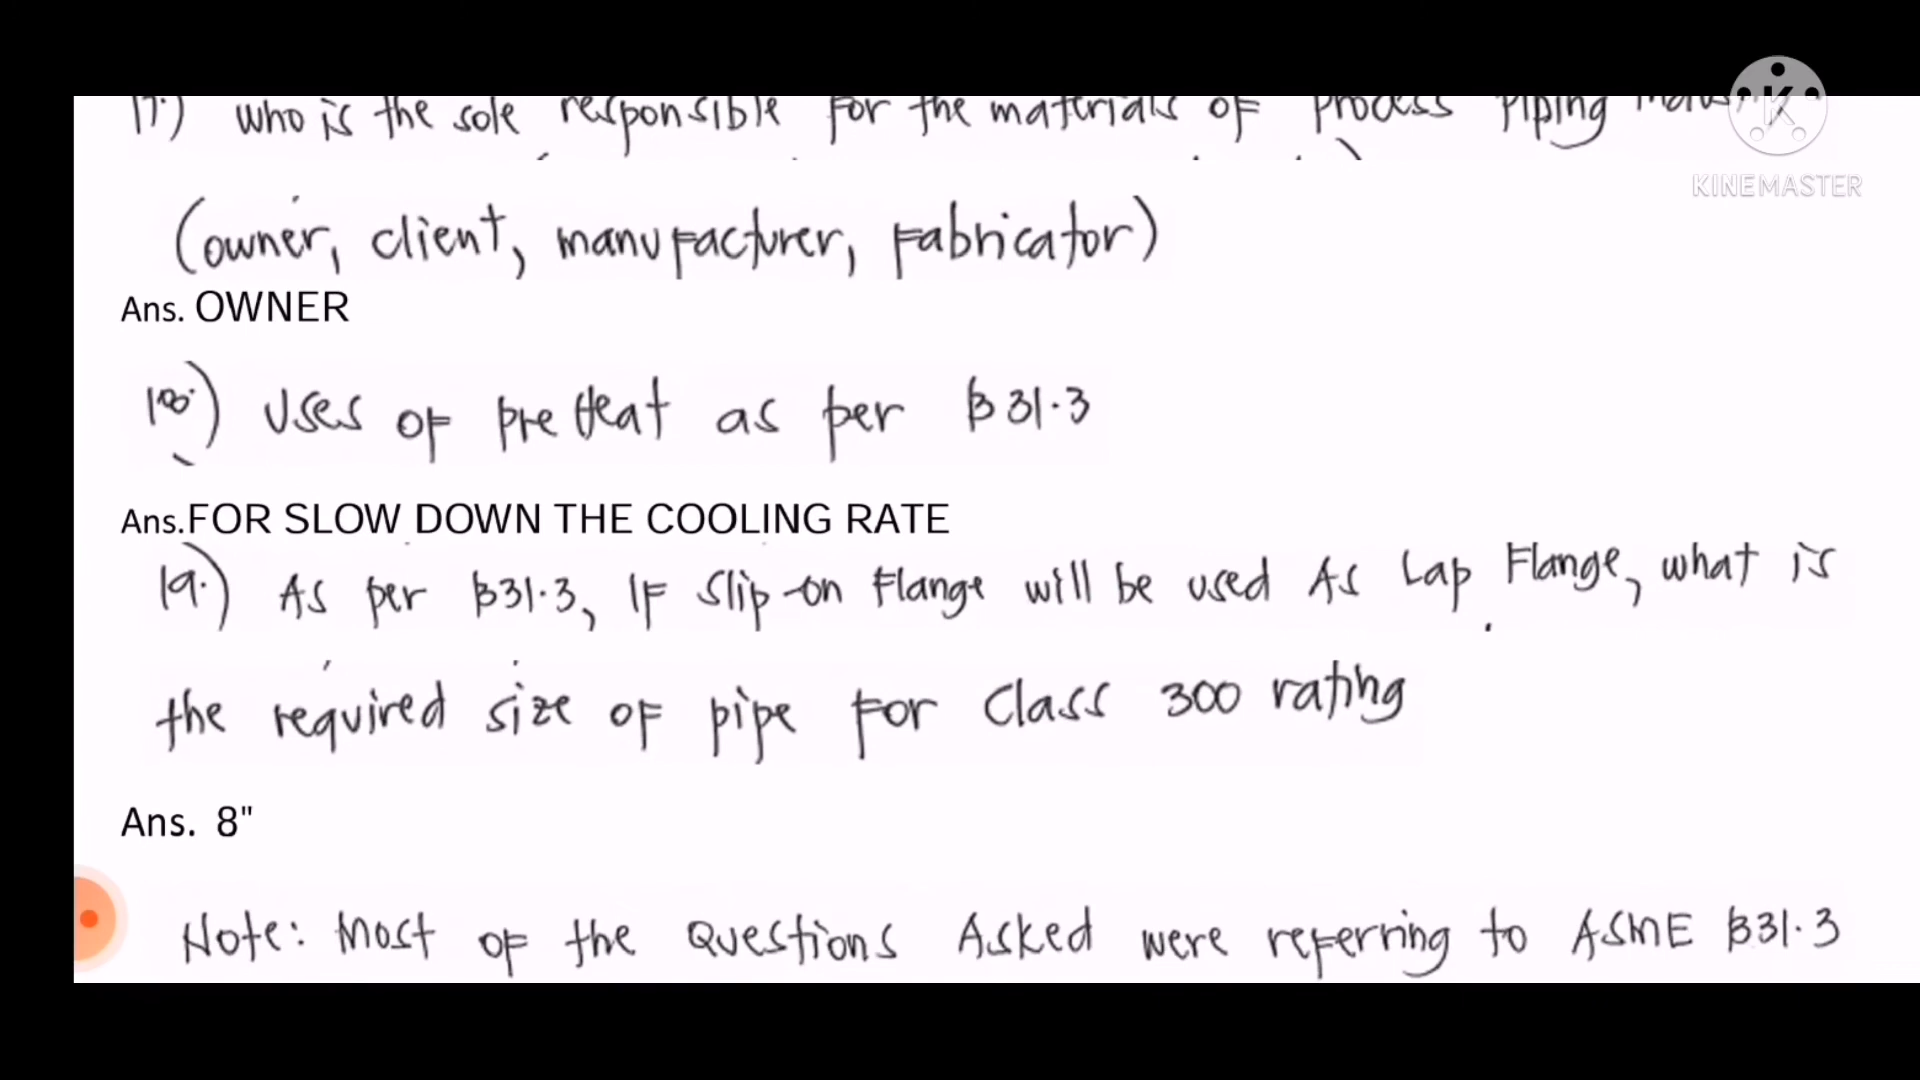 17.) who is the sole responsible for the materials of process piping
KINEMASTER
(owner, client, manufacturer, fabricator)
Ans. OWNER
18.) Uses of preHeat as per B31.3
Ans.FOR SLOW DOWN THE COOLING RATE
19.) As per B31.3, IF slip-on Flange will be used As Lap Flange, what is
the required size of pipe for Class 300 rating
Ans. 8"
Note: Most of the Questions Asked were referring to ASME B31.3